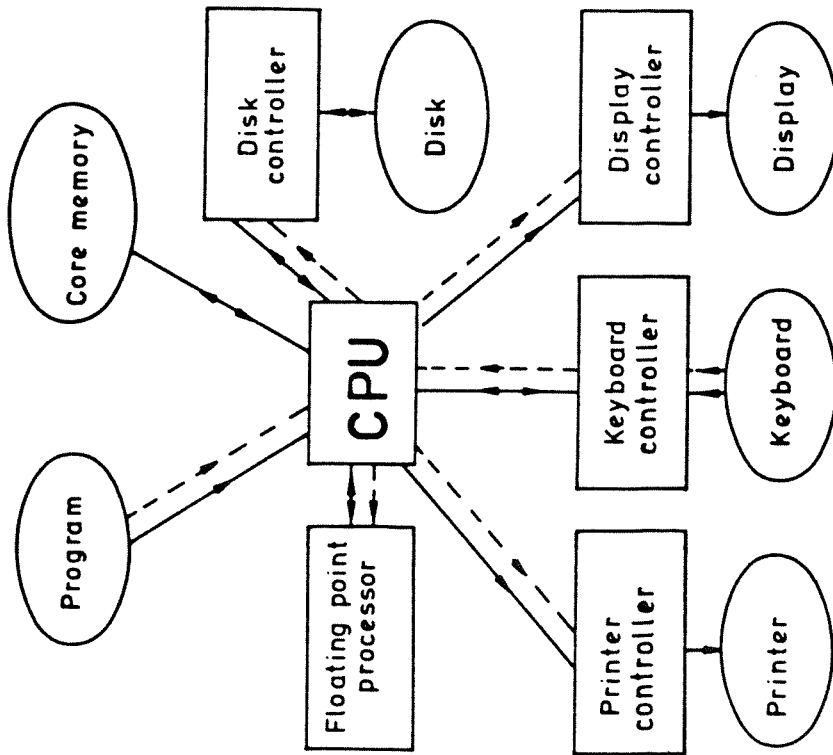 Program
Core memory
Disk
controller
Floating point
processor
CPU
Disk
Printer
controller
Keyboard
controller
Display
controller
Printer
Keyboard
Display